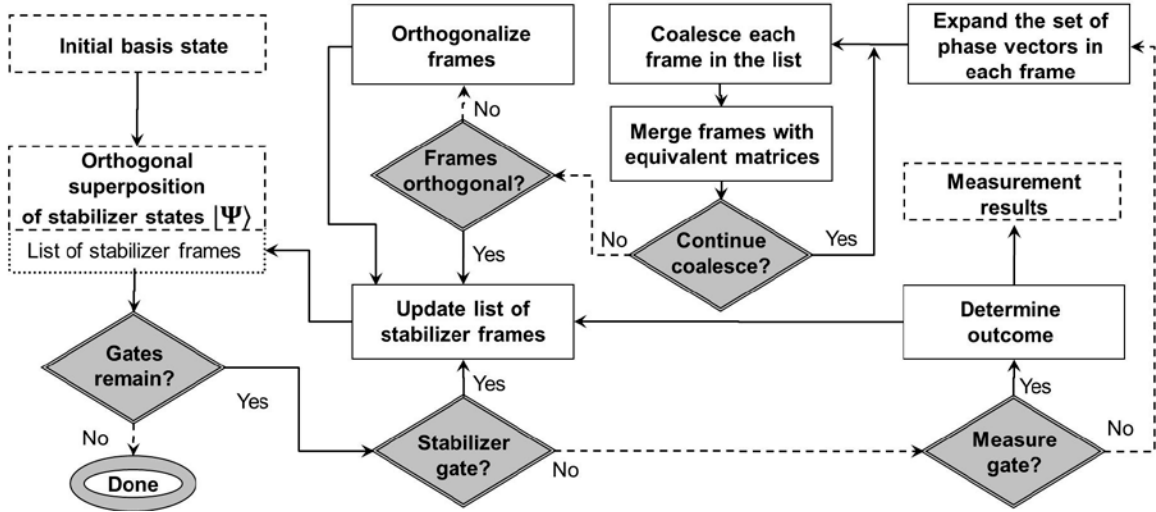 Initial basis state
Orthogonal
superposition
of stabilizer states |Ψ⟩
List of stabilizer frames
Gates
remain?
Yes
No
Done
Orthogonalize
frames
No
Frames
orthogonal?
Yes
Update list of
stabilizer frames
Yes
Stabilizer
gate?
No
Coalesce each
frame in the list
Merge frames with
equivalent matrices
No
Continue
coalesce?
Yes
Expand the set of
phase vectors in
each frame
Measurement
results
Determine
outcome
Yes
Measure
gate?
No